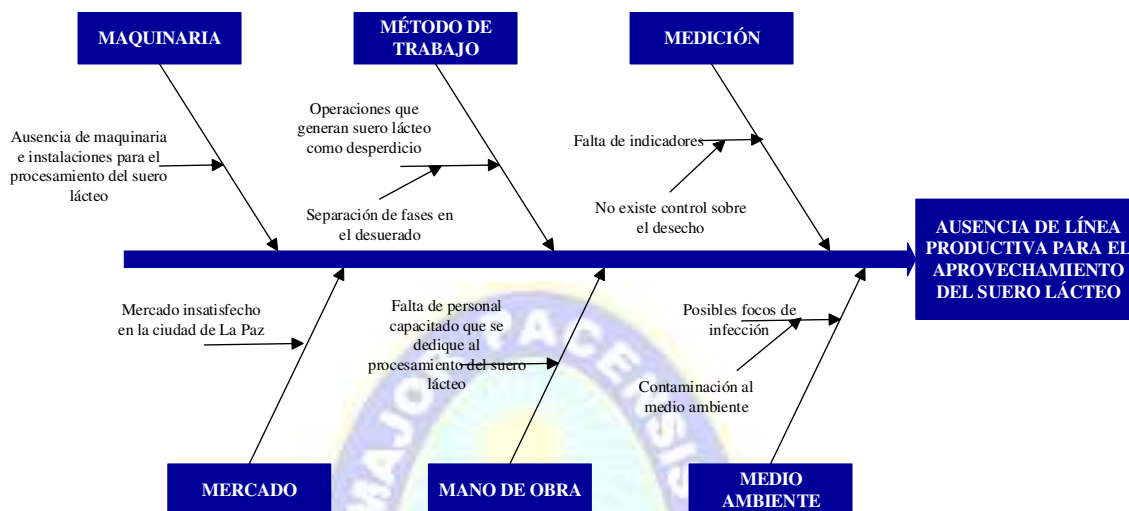 MAQUINARIA
MÉTODO DE
TRABAJO
MEDICIÓN
Ausencia de maquinaria
e instalaciones para el
procesamiento del suero
lácteo
Operaciones que
generan suero lácteo
como desperdicio
Separación de fases en
el desuerado
Falta de indicadores
No existe control sobre
el desecho
AUSENCIA DE LÍNEA
PRODUCTIVA PARA EL
APROVECHAMIENTO
DEL SUERO LÁCTEO
Mercado insatisfecho
en la ciudad de La Paz
Falta de personal
capacitado que se
dedique al
procesamiento del suero
lácteo
Posibles focos de
infección
Contaminación al
medio ambiente
MAJOR PACENSIS
MERCADO
MANO DE OBRA
MEDIO
AMBIENTE